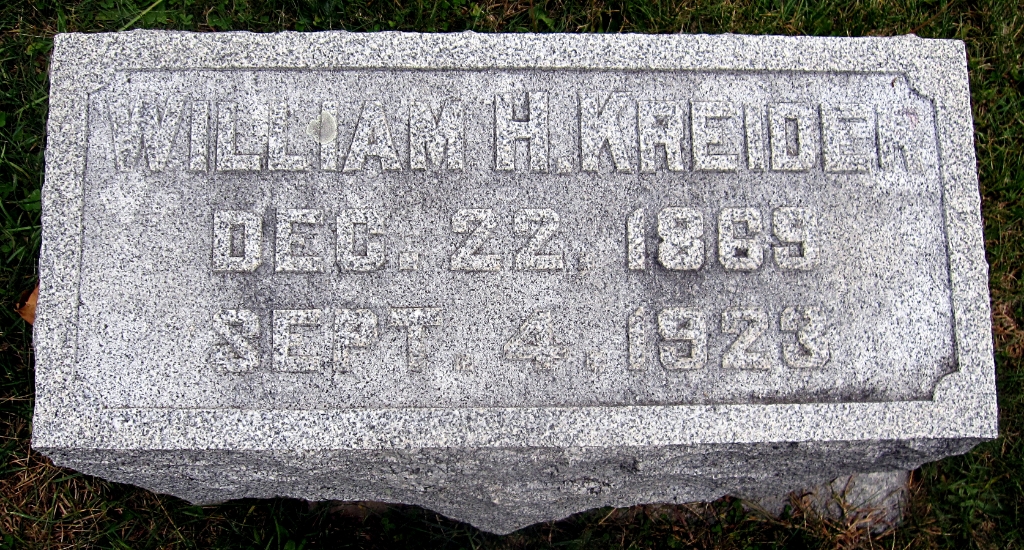 WILLIAM H. KREIDER
DEC. 22, 1869
SEPT. 4, 1923